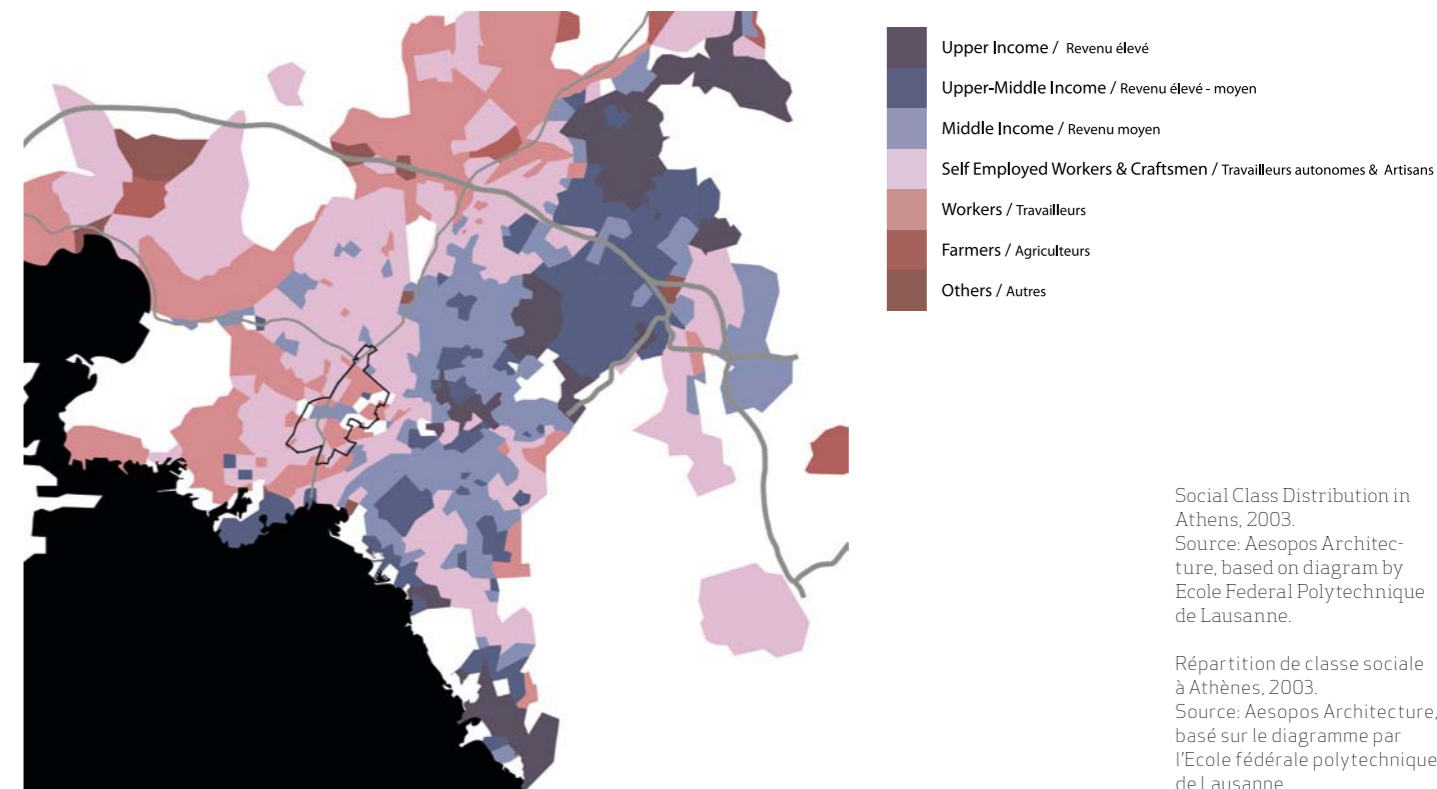 Upper Income / Revenu élevé
Upper-Middle Income / Revenu élevé - moyen
Middle Income / Revenu moyen
Self Employed Workers & Craftsmen / Travailleurs autonomes & Artisans
Workers / Travailleurs
Farmers / Agriculteurs
Others / Autres
Social Class Distribution in
Athens, 2003.
Source: Aesopos Architec-
ture, based on diagram by
Ecole Federal Polytechnique
de Lausanne.
Répartition de classe sociale
à Athènes, 2003.
Source: Aesopos Architecture,
basé sur le diagramme par
l'Ecole fédérale polytechnique
de Lausanne